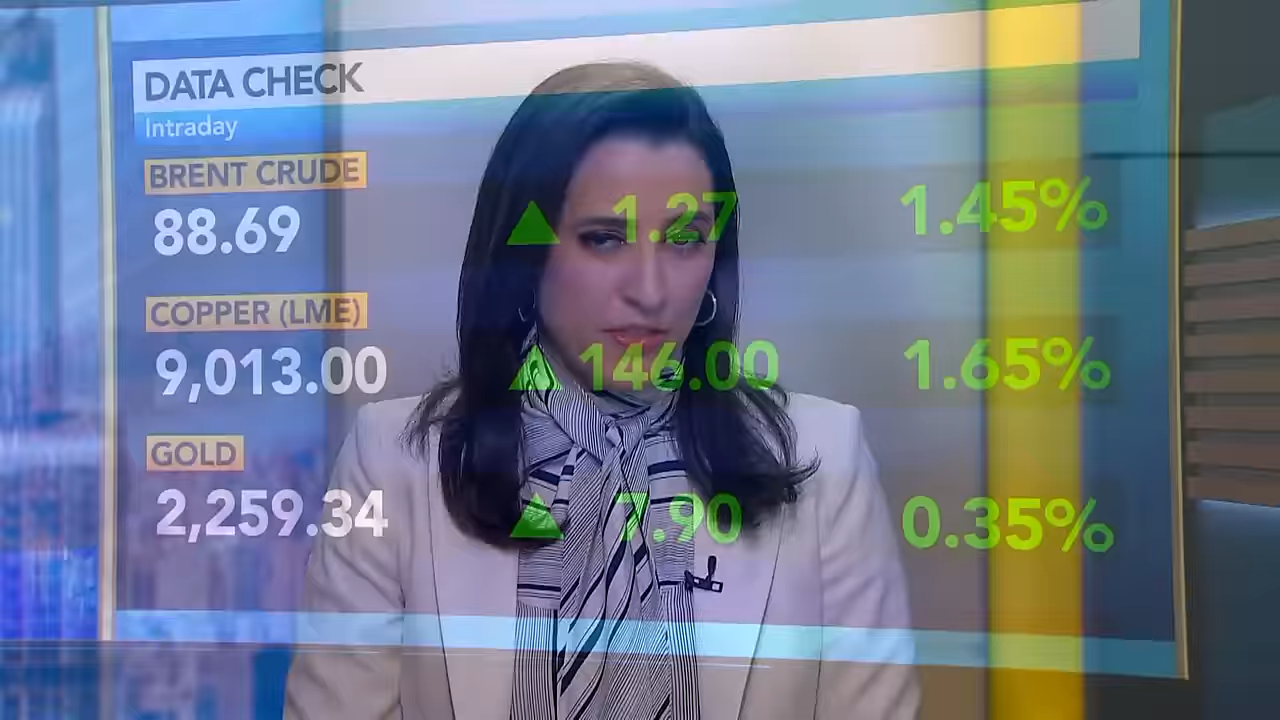 DATA CHECK
Intraday
BRENT CRUDE
88.69 ▲ 1.27 1.45%
COPPER (LME)
9,013.00 ▲ 146.00 1.65%
GOLD
2,259.34 ▲ 7.90 0.35%